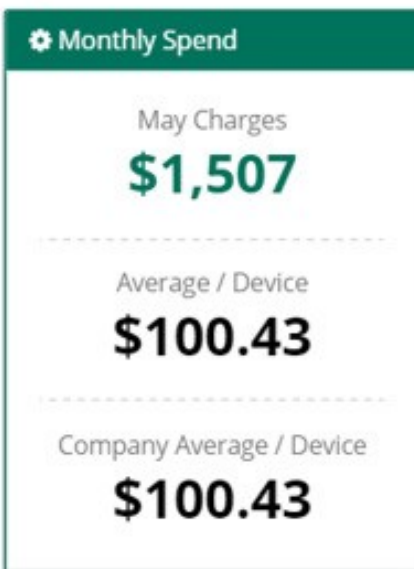 Monthly Spend
May Charges
$1,507
Average / Device
$100.43
Company Average / Device
$100.43